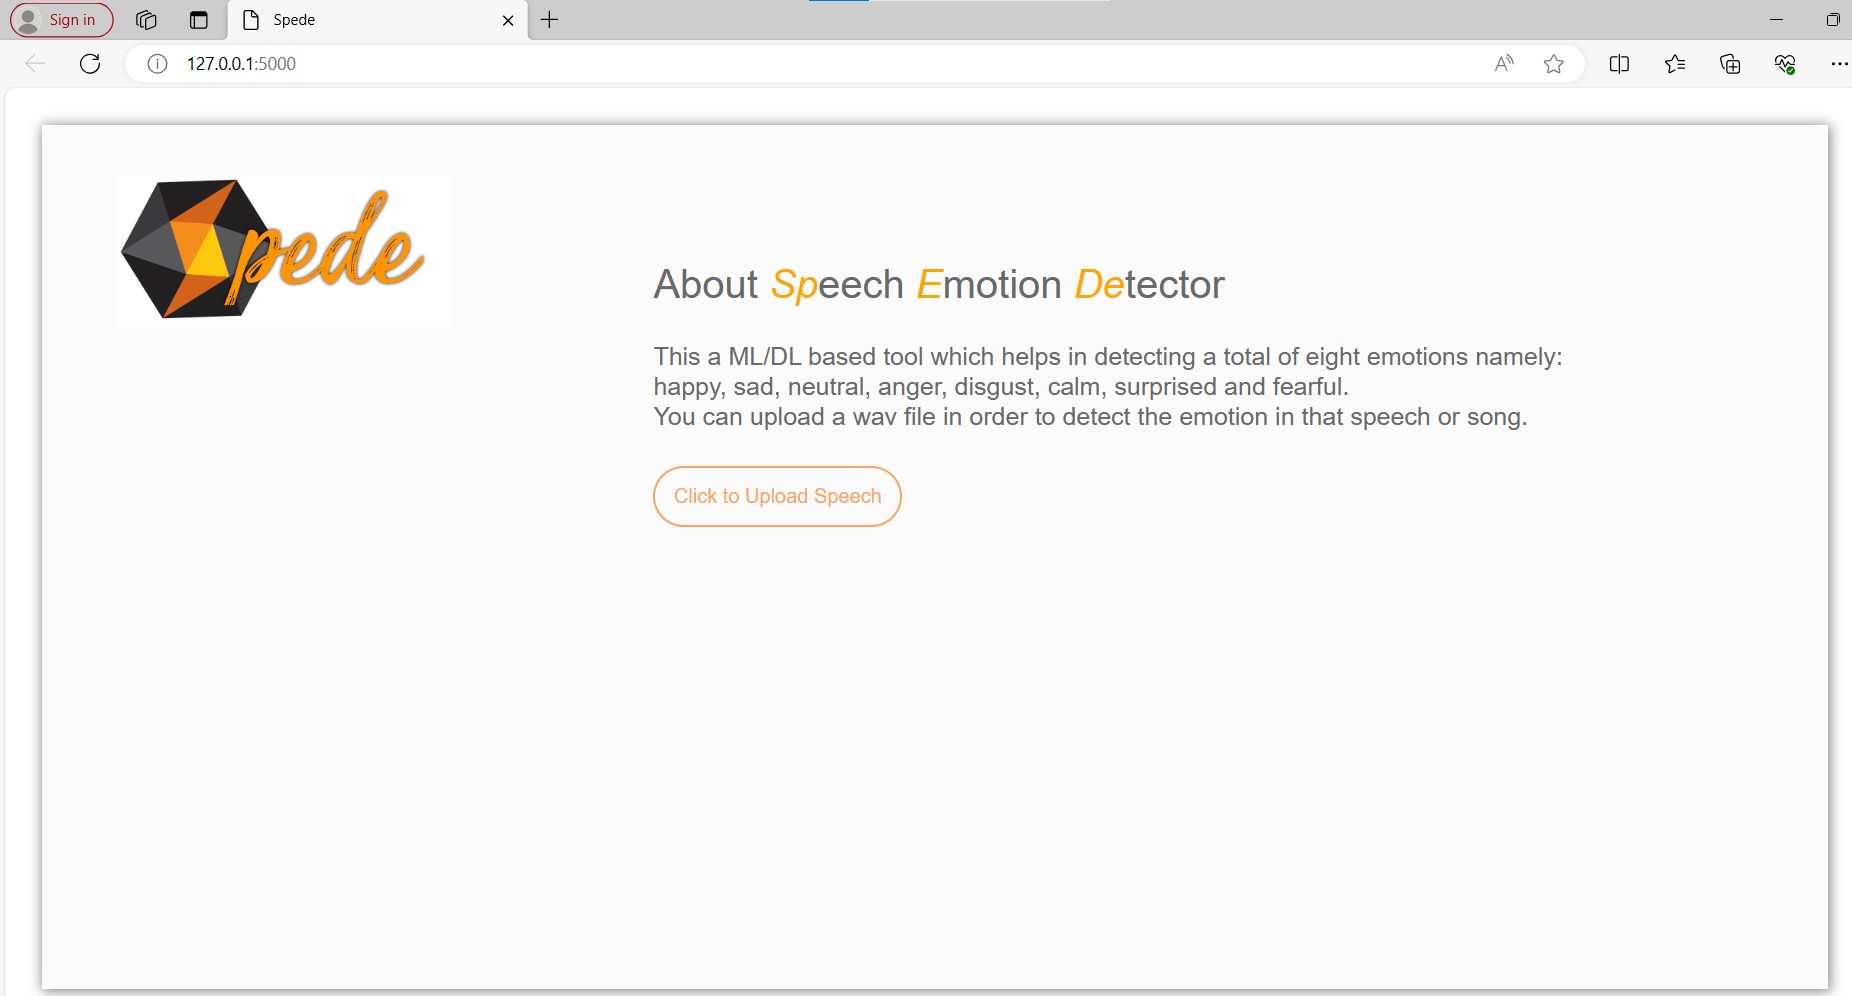 Sign in
Spede
127.0.0.1:5000
pede
About Speech Emotion Detector
This a ML/DL based tool which helps in detecting a total of eight emotions namely:
happy, sad, neutral, anger, disgust, calm, surprised and fearful.
You can upload a wav file in order to detect the emotion in that speech or song.
Click to Upload Speech